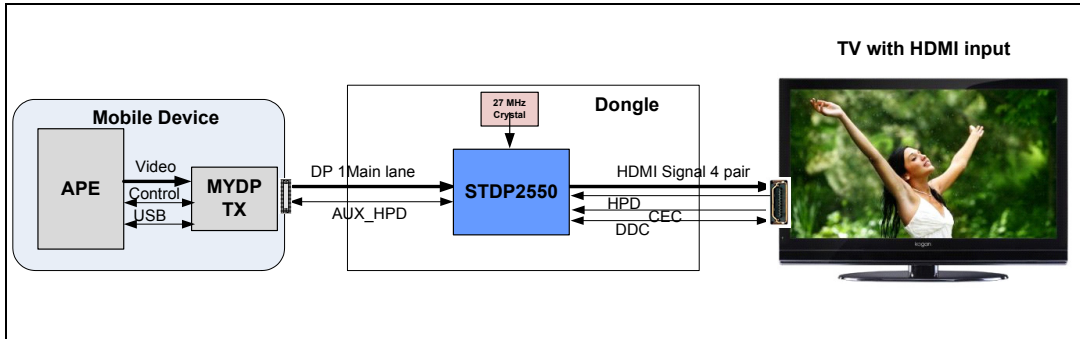 TV with HDMI input
Mobile Device
APE
Video
Control
USB
MYDP
TX
DP 1Main lane
AUX_HPD
Dongle
27 MHz
Crystal
STDP2550
HDMI Signal 4 pair
HPD
CEC
DDC
kogan